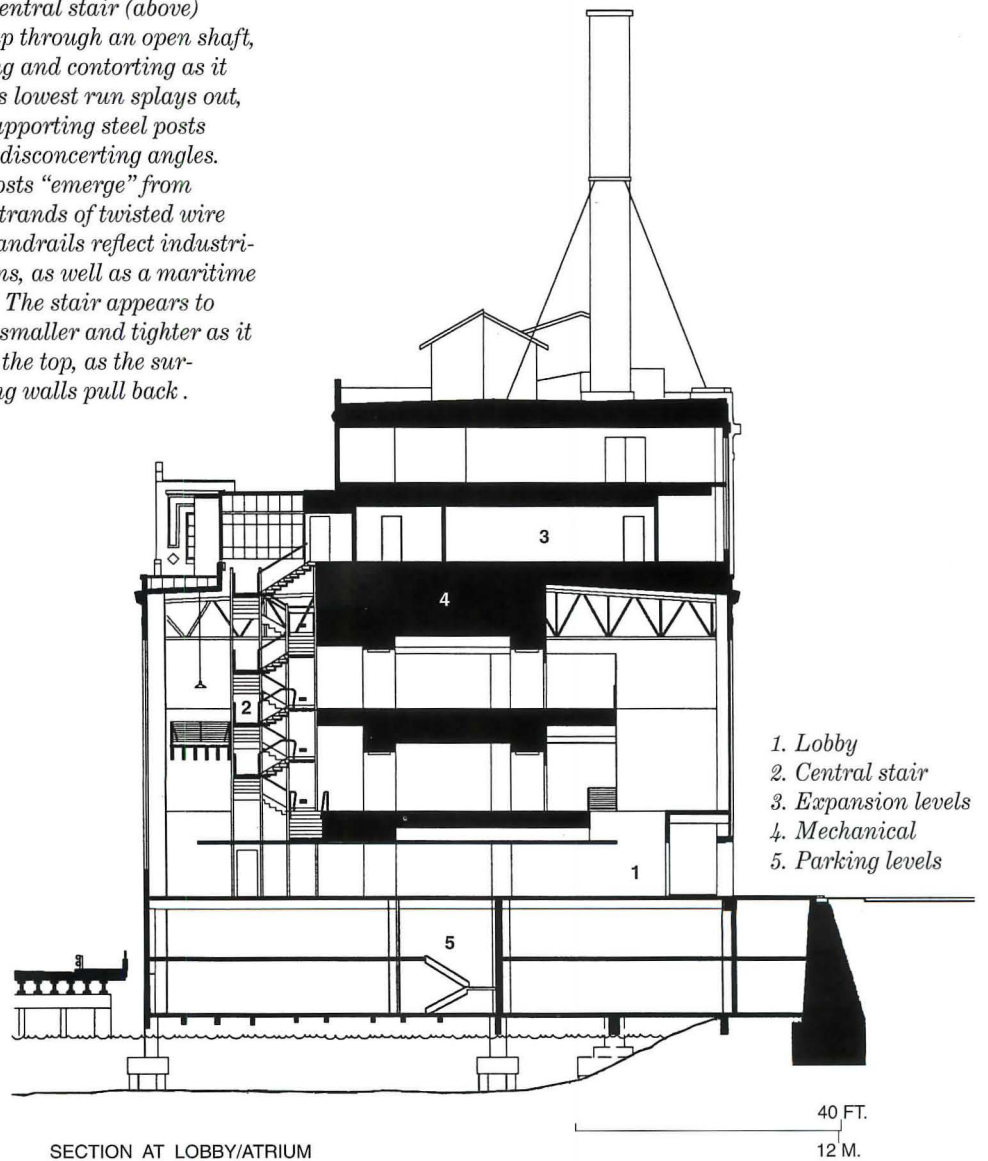 entral stair (above)
p through an open shaft,
g and contorting as it
s lowest run splays out,
pporting steel posts
disconcerting angles.
osts “emerge” from
trands of twisted wire
andrails reflect industri-
ns, as well as a maritime
The stair appears to
smaller and tighter as it
the top, as the sur-
ng walls pull back .
3
4
2
1. Lobby
2. Central stair
3. Expansion levels
4. Mechanical
5. Parking levels
1
5
40 FT.
12 M.
SECTION AT LOBBY/ATRIUM